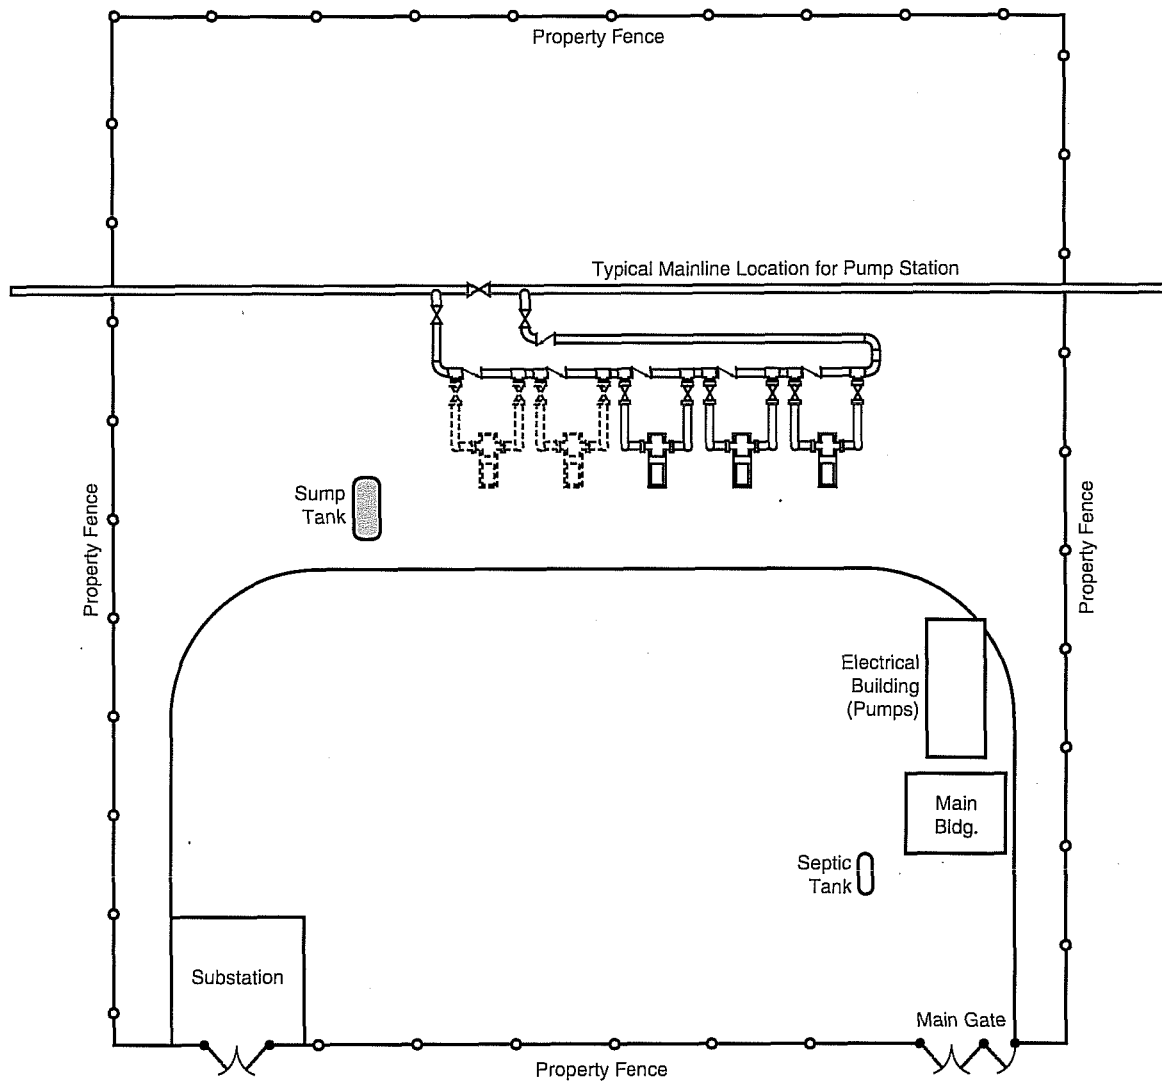 Property Fence
Typical Mainline Location for Pump Station
Sump
Tank
Property Fence
Property Fence
Electrical
Building
(Pumps)
Main
Bldg.
Septic
Tank
Substation
Main Gate
Property Fence